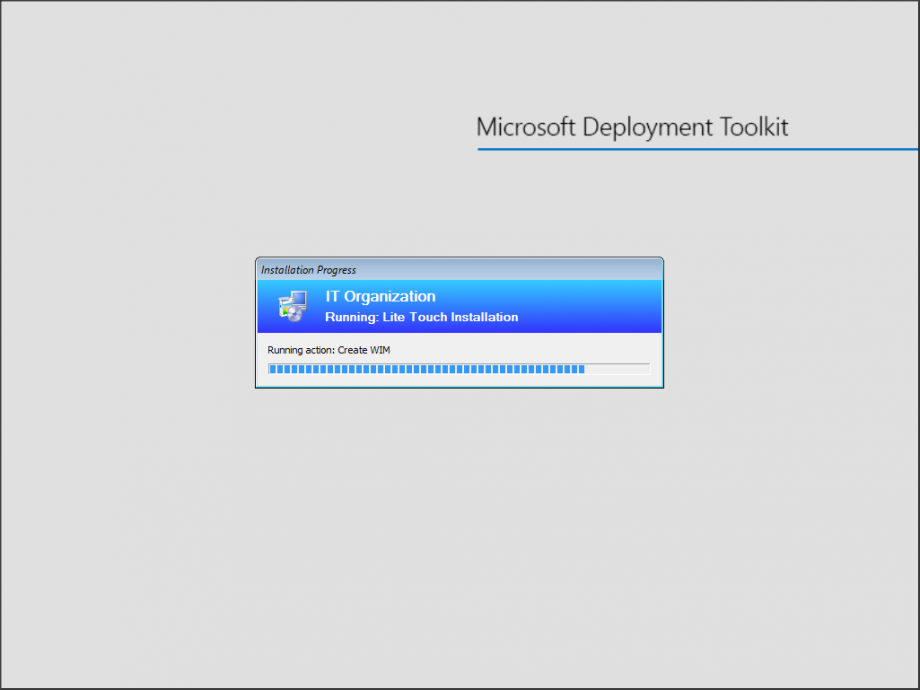 Microsoft Deployment Toolkit
Installation Progress
IT Organization
Running: Lite Touch Installation
Running action: Create WIM